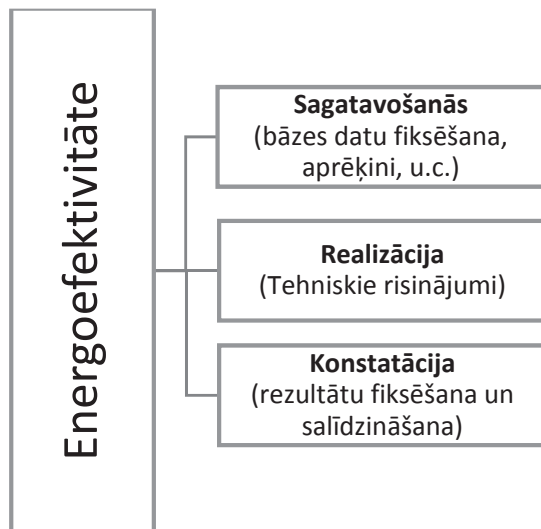 Energoefektivitāte
Sagatavošanās
(bāzes datu fiksēšana,
aprēķini, u.c.)
Realizācija
(Tehniskie risinājumi)
Konstatācija
(rezultātu fiksēšana un
salīdzināšana)